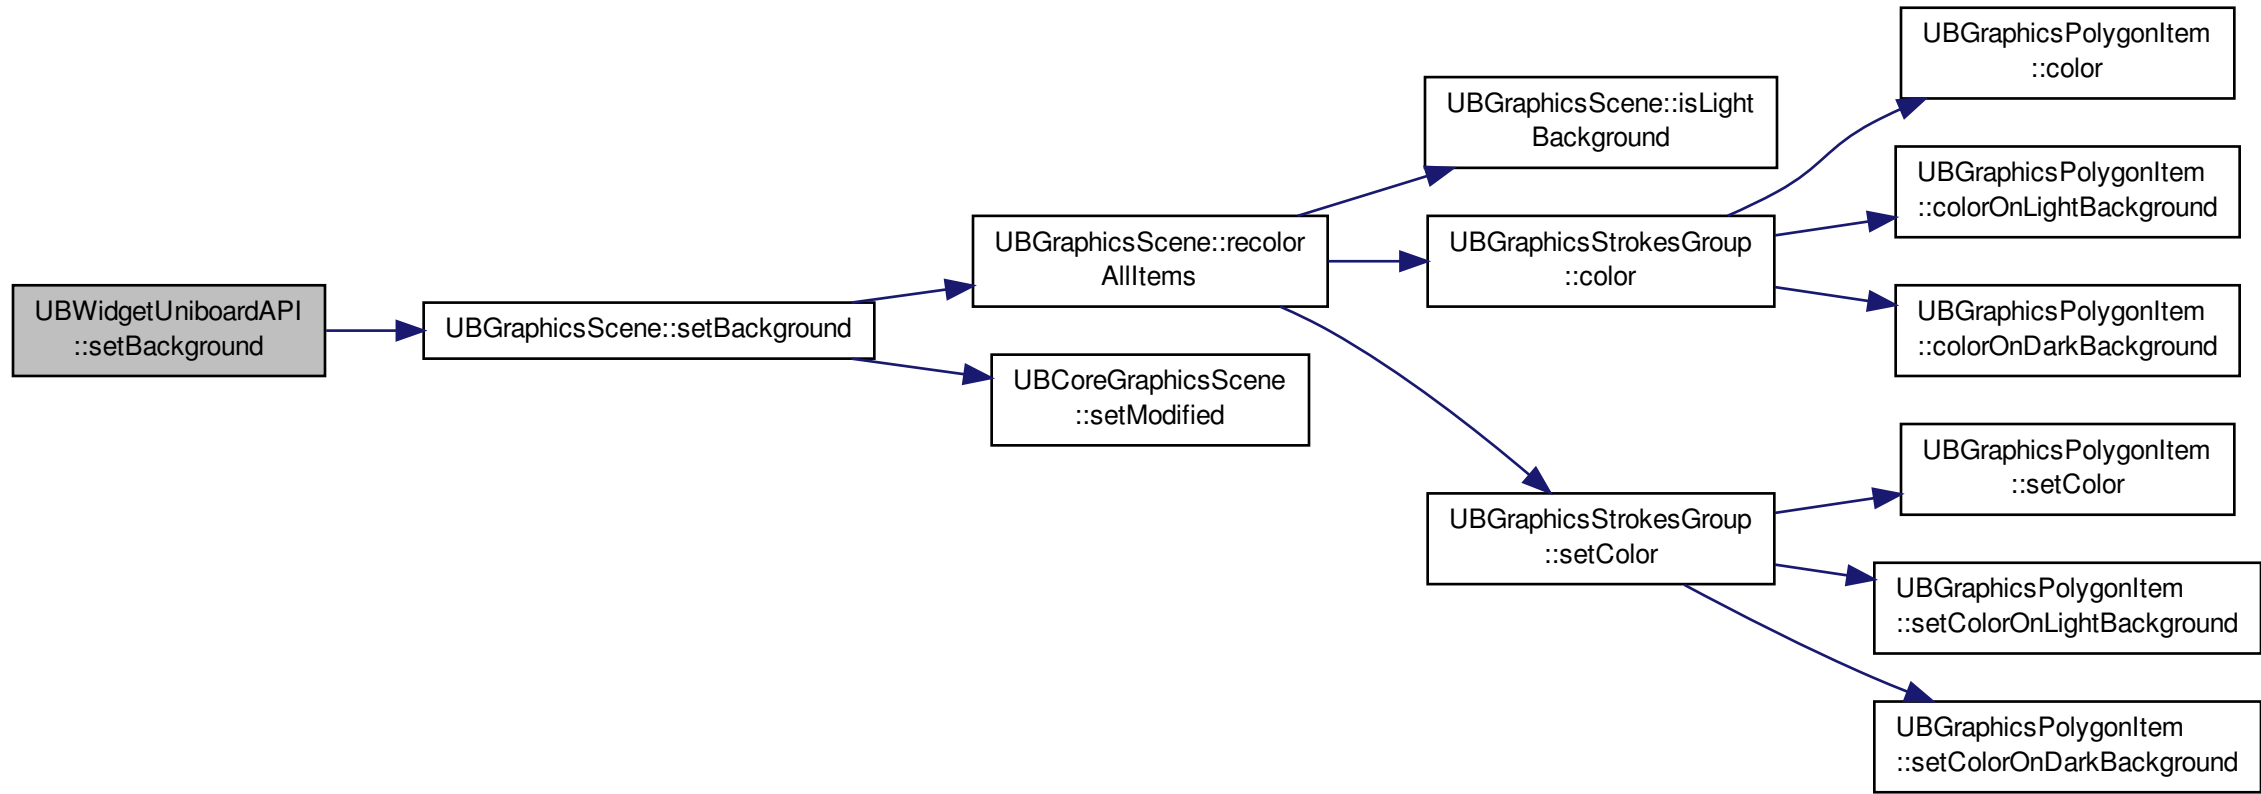 UBWidgetUniboardAPI
::setBackground
UBGraphicsScene::setBackground
UBGraphicsScene::recolor
AllItems
UBCoreGraphicsScene
::setModified
UBGraphicsScene::isLight
Background
UBGraphicsStrokesGroup
::color
UBGraphicsStrokesGroup
::setColor
UBGraphicsPolygonItem
::color
UBGraphicsPolygonItem
::colorOnLightBackground
UBGraphicsPolygonItem
::colorOnDarkBackground
UBGraphicsPolygonItem
::setColor
UBGraphicsPolygonItem
::setColorOnLightBackground
UBGraphicsPolygonItem
::setColorOnDarkBackground